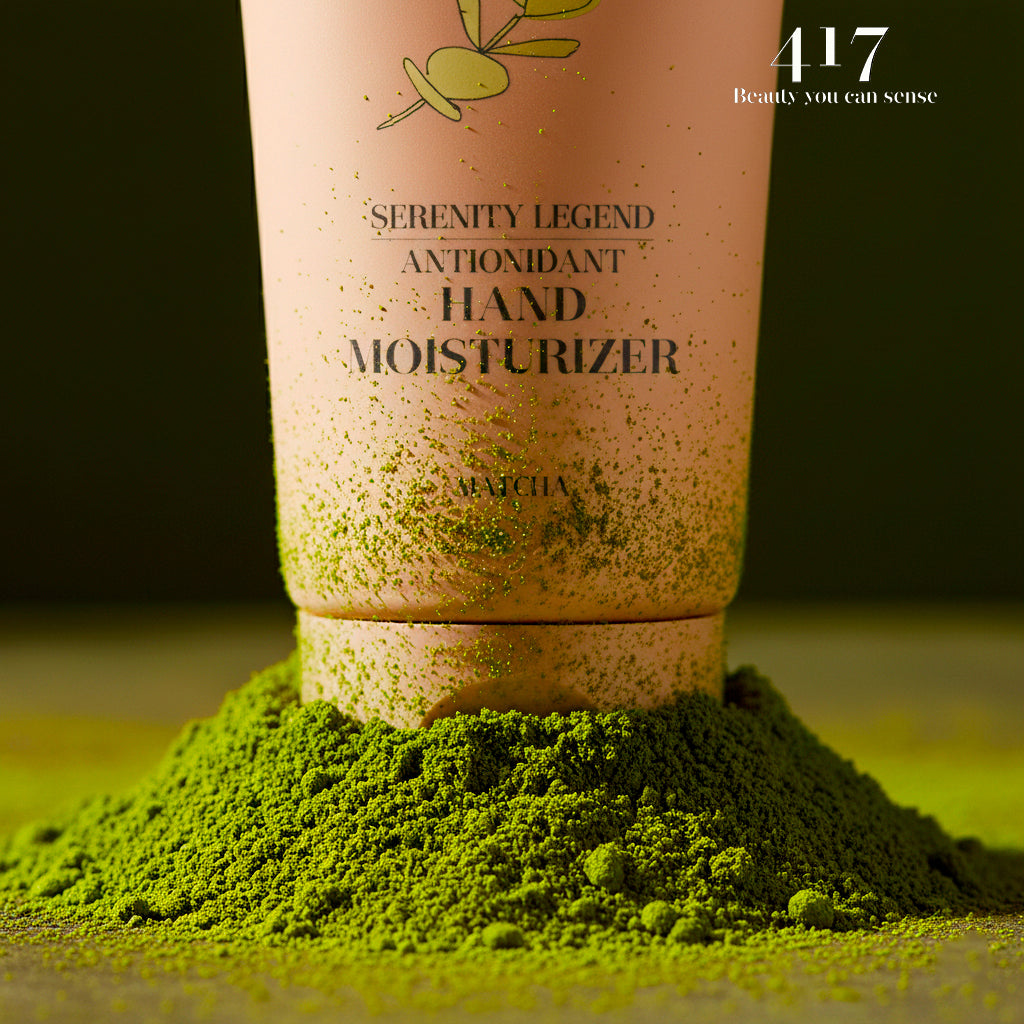 417
Beauty you can sense
SERENITY LEGEND
ANTIONIDANT
HAND
MOISTURIZER
MATCHA